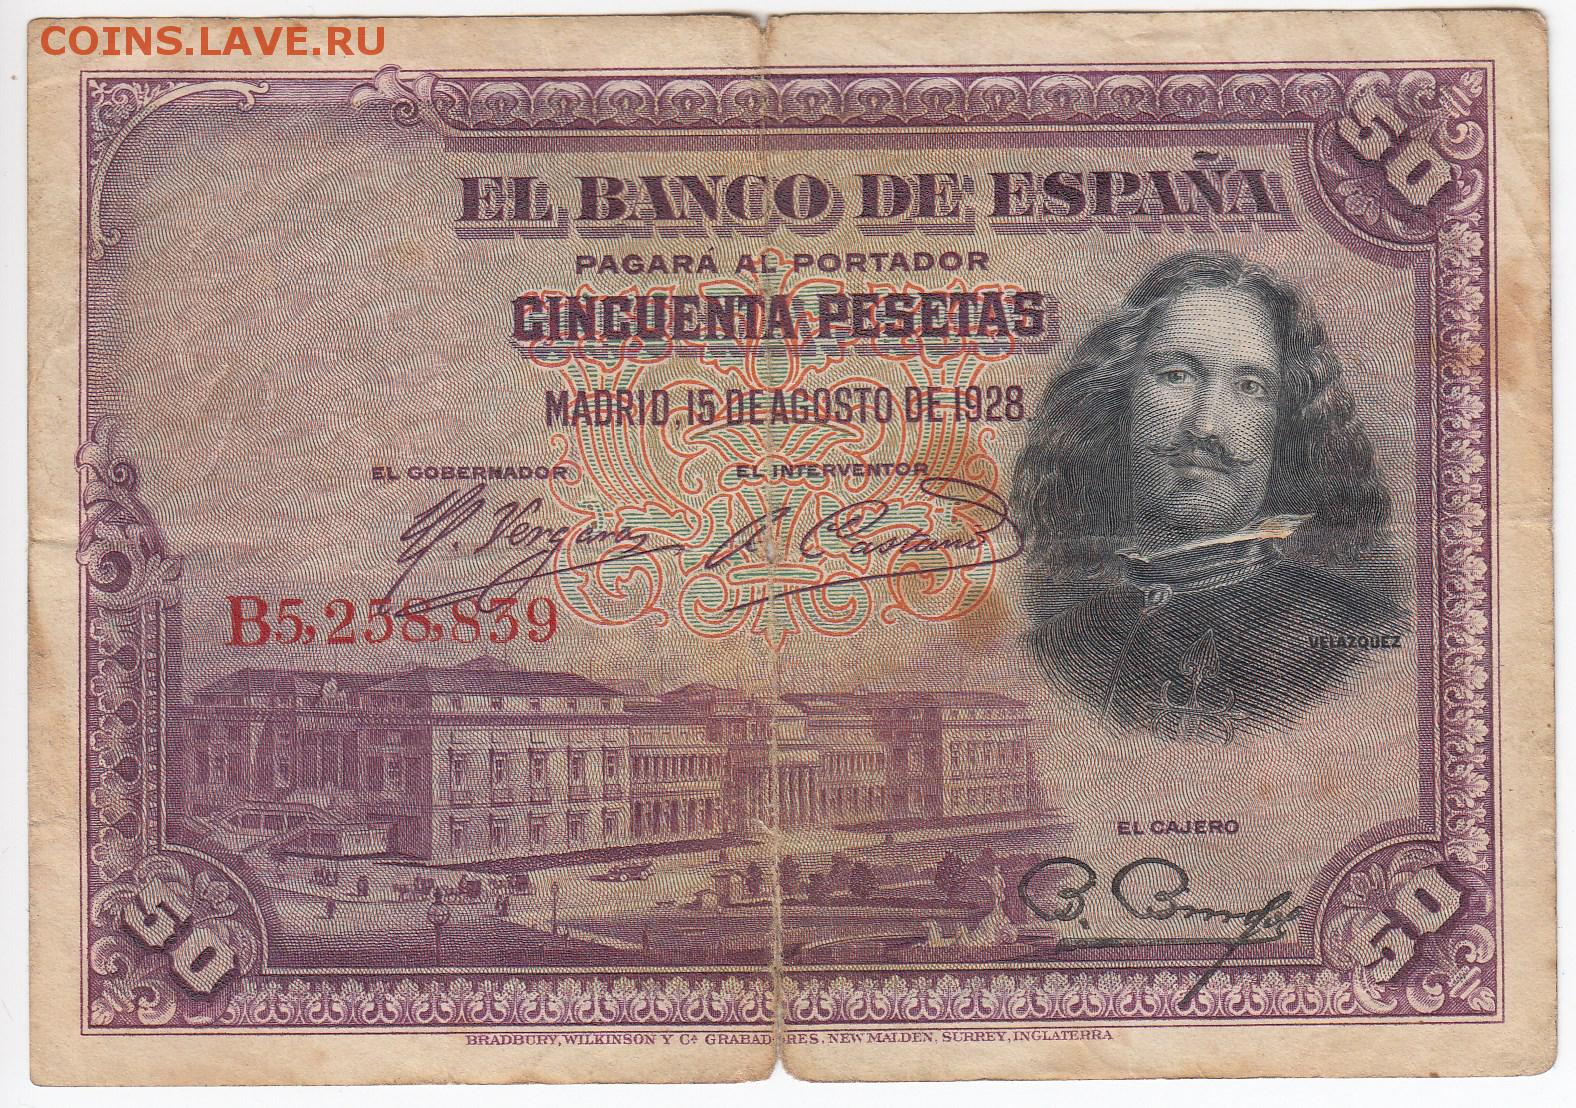 COINS.LAVE.RU
50
EL BANCO DE ESPAÑA
PAGARÁ AL PORTADOR
CINCUENTA PESETAS
MADRID, 15 DE AGOSTO DE 1928.
EL GOBERNADOR EL INTERVENTOR
B5,258,839
VELAZQUEZ
EL CAJERO
50 50
BRADBURY, WILKINSON Y Cª GRABADORES, NEW MALDEN, SURREY, INGLATERRA